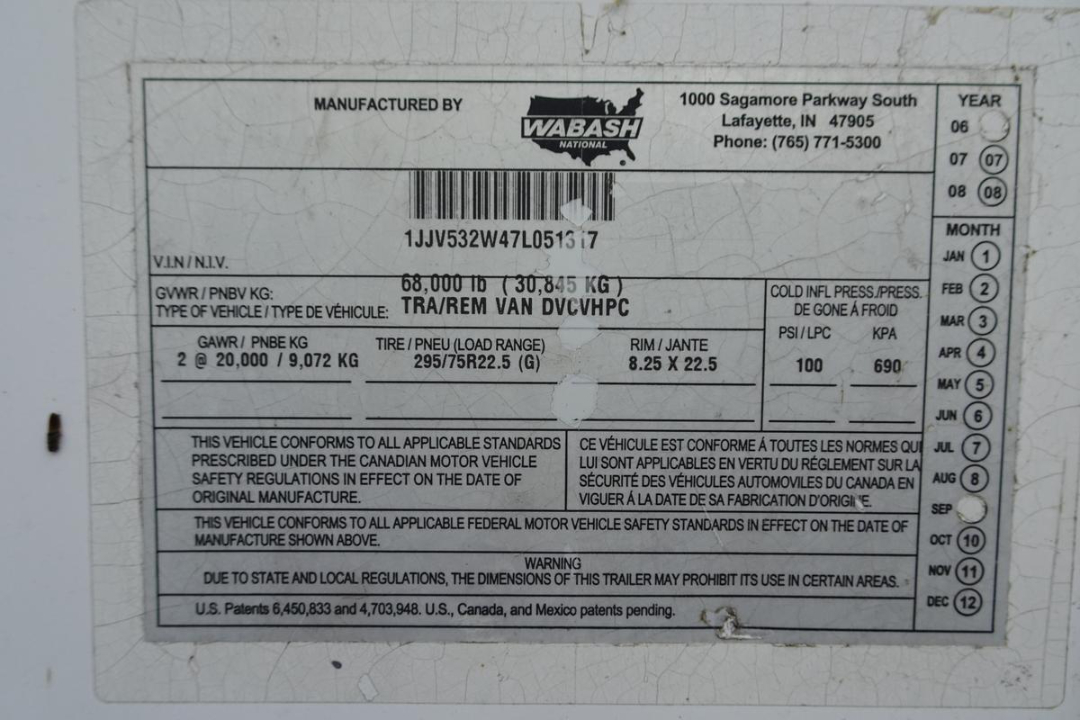 MANUFACTURED BY
WABASH
NATIONAL
1000 Sagamore Parkway South
Lafayette, IN 47905
Phone: (765) 771-5300
1JJV532W47L051317
V.I.N / N.I.V.
GVWR / PNBV KG: 68,000 lb ( 30,845 KG )
TYPE OF VEHICLE / TYPE DE VÉHICULE: TRA/REM VAN DVCVHPC
GAWR / PNBE KG
2 @ 20,000 / 9,072 KG
TIRE / PNEU (LOAD RANGE)
295/75R22.5 (G)
RIM / JANTE
8.25 X 22.5
COLD INFL PRESS./PRESS.
DE GONE Á FROID
PSI / LPC KPA
100 690
THIS VEHICLE CONFORMS TO ALL APPLICABLE STANDARDS
PRESCRIBED UNDER THE CANADIAN MOTOR VEHICLE
SAFETY REGULATIONS IN EFFECT ON THE DATE OF
ORIGINAL MANUFACTURE.
CE VÉHICULE EST CONFORME Á TOUTES LES NORMES QUI
LUI SONT APPLICABLES EN VERTU DU RÉGLEMENT SUR LA
SÉCURITÉ DES VÉHICULES AUTOMOVILES DU CANADA EN
VIGUER Á LA DATE DE SA FABRICATION D'ORIGINE.
THIS VEHICLE CONFORMS TO ALL APPLICABLE FEDERAL MOTOR VEHICLE SAFETY STANDARDS IN EFFECT ON THE DATE OF
MANUFACTURE SHOWN ABOVE.
WARNING
DUE TO STATE AND LOCAL REGULATIONS, THE DIMENSIONS OF THIS TRAILER MAY PROHIBIT ITS USE IN CERTAIN AREAS.
U.S. Patents 6,450,833 and 4,703,948. U.S., Canada, and Mexico patents pending.
YEAR
06
07 07
08 08
MONTH
JAN 1
FEB 2
MAR 3
APR 4
MAY 5
JUN 6
JUL 7
AUG 8
SEP
OCT 10
NOV 11
DEC 12